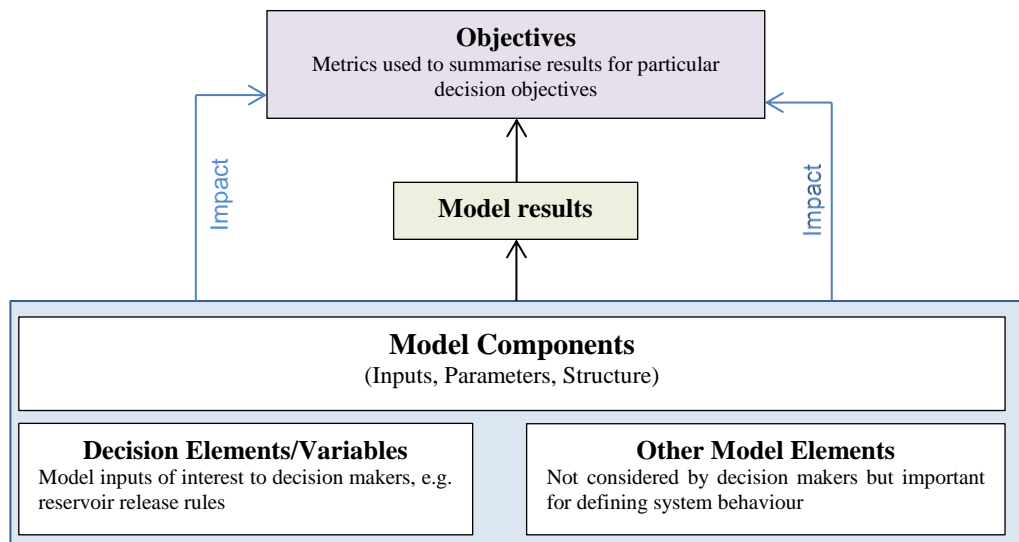 Objectives
Metrics used to summarise results for particular
decision objectives
Impact
Impact
Model results
Model Components
(Inputs, Parameters, Structure)
Decision Elements/Variables
Model inputs of interest to decision makers, e.g.
reservoir release rules
Other Model Elements
Not considered by decision makers but important
for defining system behaviour